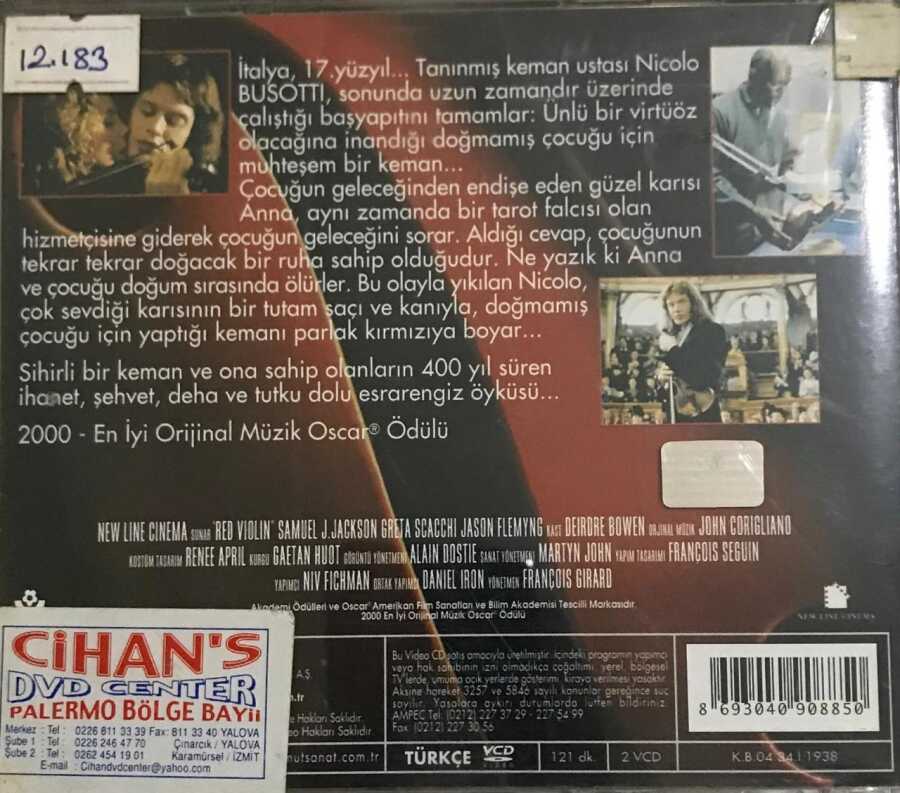 12.183
İtalya, 17.yüzyıl... Tanınmış keman ustası Nicolo
BUSOTTI, sonunda uzun zamandır üzerinde
çalıştığı başyapıtını tamamlar: Ünlü bir virtüöz
olacağına inandığı doğmamış çocuğu için
muhteşem bir keman...
Çocuğun geleceğinden endişe eden güzel karısı
Anna, aynı zamanda bir tarot falcısı olan
hizmetçisine giderek çocuğun geleceğini sorar. Aldığı cevap, çocuğunun
tekrar tekrar doğacak bir ruha sahip olduğudur. Ne yazık ki Anna
ve çocuğu doğum sırasında ölürler. Bu olayla yıkılan Nicolo,
çok sevdiği karısının bir tutam saçı ve kanıyla, doğmamış
çocuğu için yaptığı kemanı parlak kırmızıya boyar...
Sihirli bir keman ve ona sahip olanların 400 yıl süren
ihanet, şehvet, deha ve tutku dolu esrarengiz öyküsü...
2000 - En İyi Orijinal Müzik Oscar® Ödülü
NEW LINE CINEMA SUNAR "RED VIOLIN" SAMUEL J.JACKSON GRETA SCACCHI JASON FLEMYNG KAST DEIRDRE BOWEN ORJINAL MÜZİK JOHN CORIGLIANO
KOSTÜM TASARIM RENEE APRIL KURGU GAETAN HUOT GÖRÜNTÜ YÖNETMENİ ALAIN DOSTIE SANAT YÖNETMENİ MARTYN JOHN YAPIM TASARIMI FRANÇOIS SEGUIN
YAPIMCI NIV FICHMAN ORTAK YAPIMCI DANIEL IRON YÖNETMEN FRANÇOIS GIRARD
Akademi Ödülleri ve Oscar® Amerikan Film Sanatları ve Bilim Akademisi Tescilli Markasıdır.
2000 En İyi Orijinal Müzik Oscar® Ödülü
NEW LINE CINEMA
CiHAN'S
DVD CENTER
PALERMO BÖLGE BAYii
Merkez : Tel : 0226 811 33 39 Fax: 811 33 40 YALOVA
Şube 1 : Tel : 0226 246 47 70 Çınarcık / YALOVA
Şube 2 : Tel : 0262 454 19 01 Karamürsel / İZMİT
E-mail : Cihandvdcenter@yahoo.com
A.Ş.
Hakları Saklıdır.
Hakları Saklıdır.
nutsanat.com.tr
Bu Video CD satış amacıyla üretilmiştir. İçindeki programın yapımcı
veya hak sahibinin izni olmadıkça çoğaltımı, yerel, bölgesel
TV'lerde, umuma açık yerlerde gösterimi, kiraya verilmesi yasaktır.
Aksine hareket 3257 ve 5846 sayılı kanunlar gereğince suç
sayılır. Yasalara aykırı durumlarda lütfen bildiriniz.
AMPEC Tel: (0212) 227 37 29 - 227 54 99
Fax (0212) 227 30 56
TÜRKÇE
VCD
VIDEO
121 dk.
2 VCD
8 693040 908850
K.B.04.34.I.1938